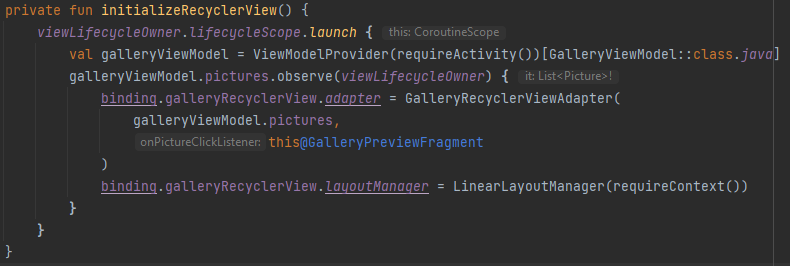 private fun initializeRecyclerView() {
    viewLifecycleOwner.lifecycleScope.launch { this: CoroutineScope
        val galleryViewModel = ViewModelProvider(requireActivity())[GalleryViewModel::class.java]
        galleryViewModel.pictures.observe(viewLifecycleOwner) { it: List<Picture>!
            binding.galleryRecyclerView.adapter = GalleryRecyclerViewAdapter(
                galleryViewModel.pictures,
                onPictureClickListener: this@GalleryPreviewFragment
            )
            binding.galleryRecyclerView.layoutManager = LinearLayoutManager(requireContext())
        }
    }
}